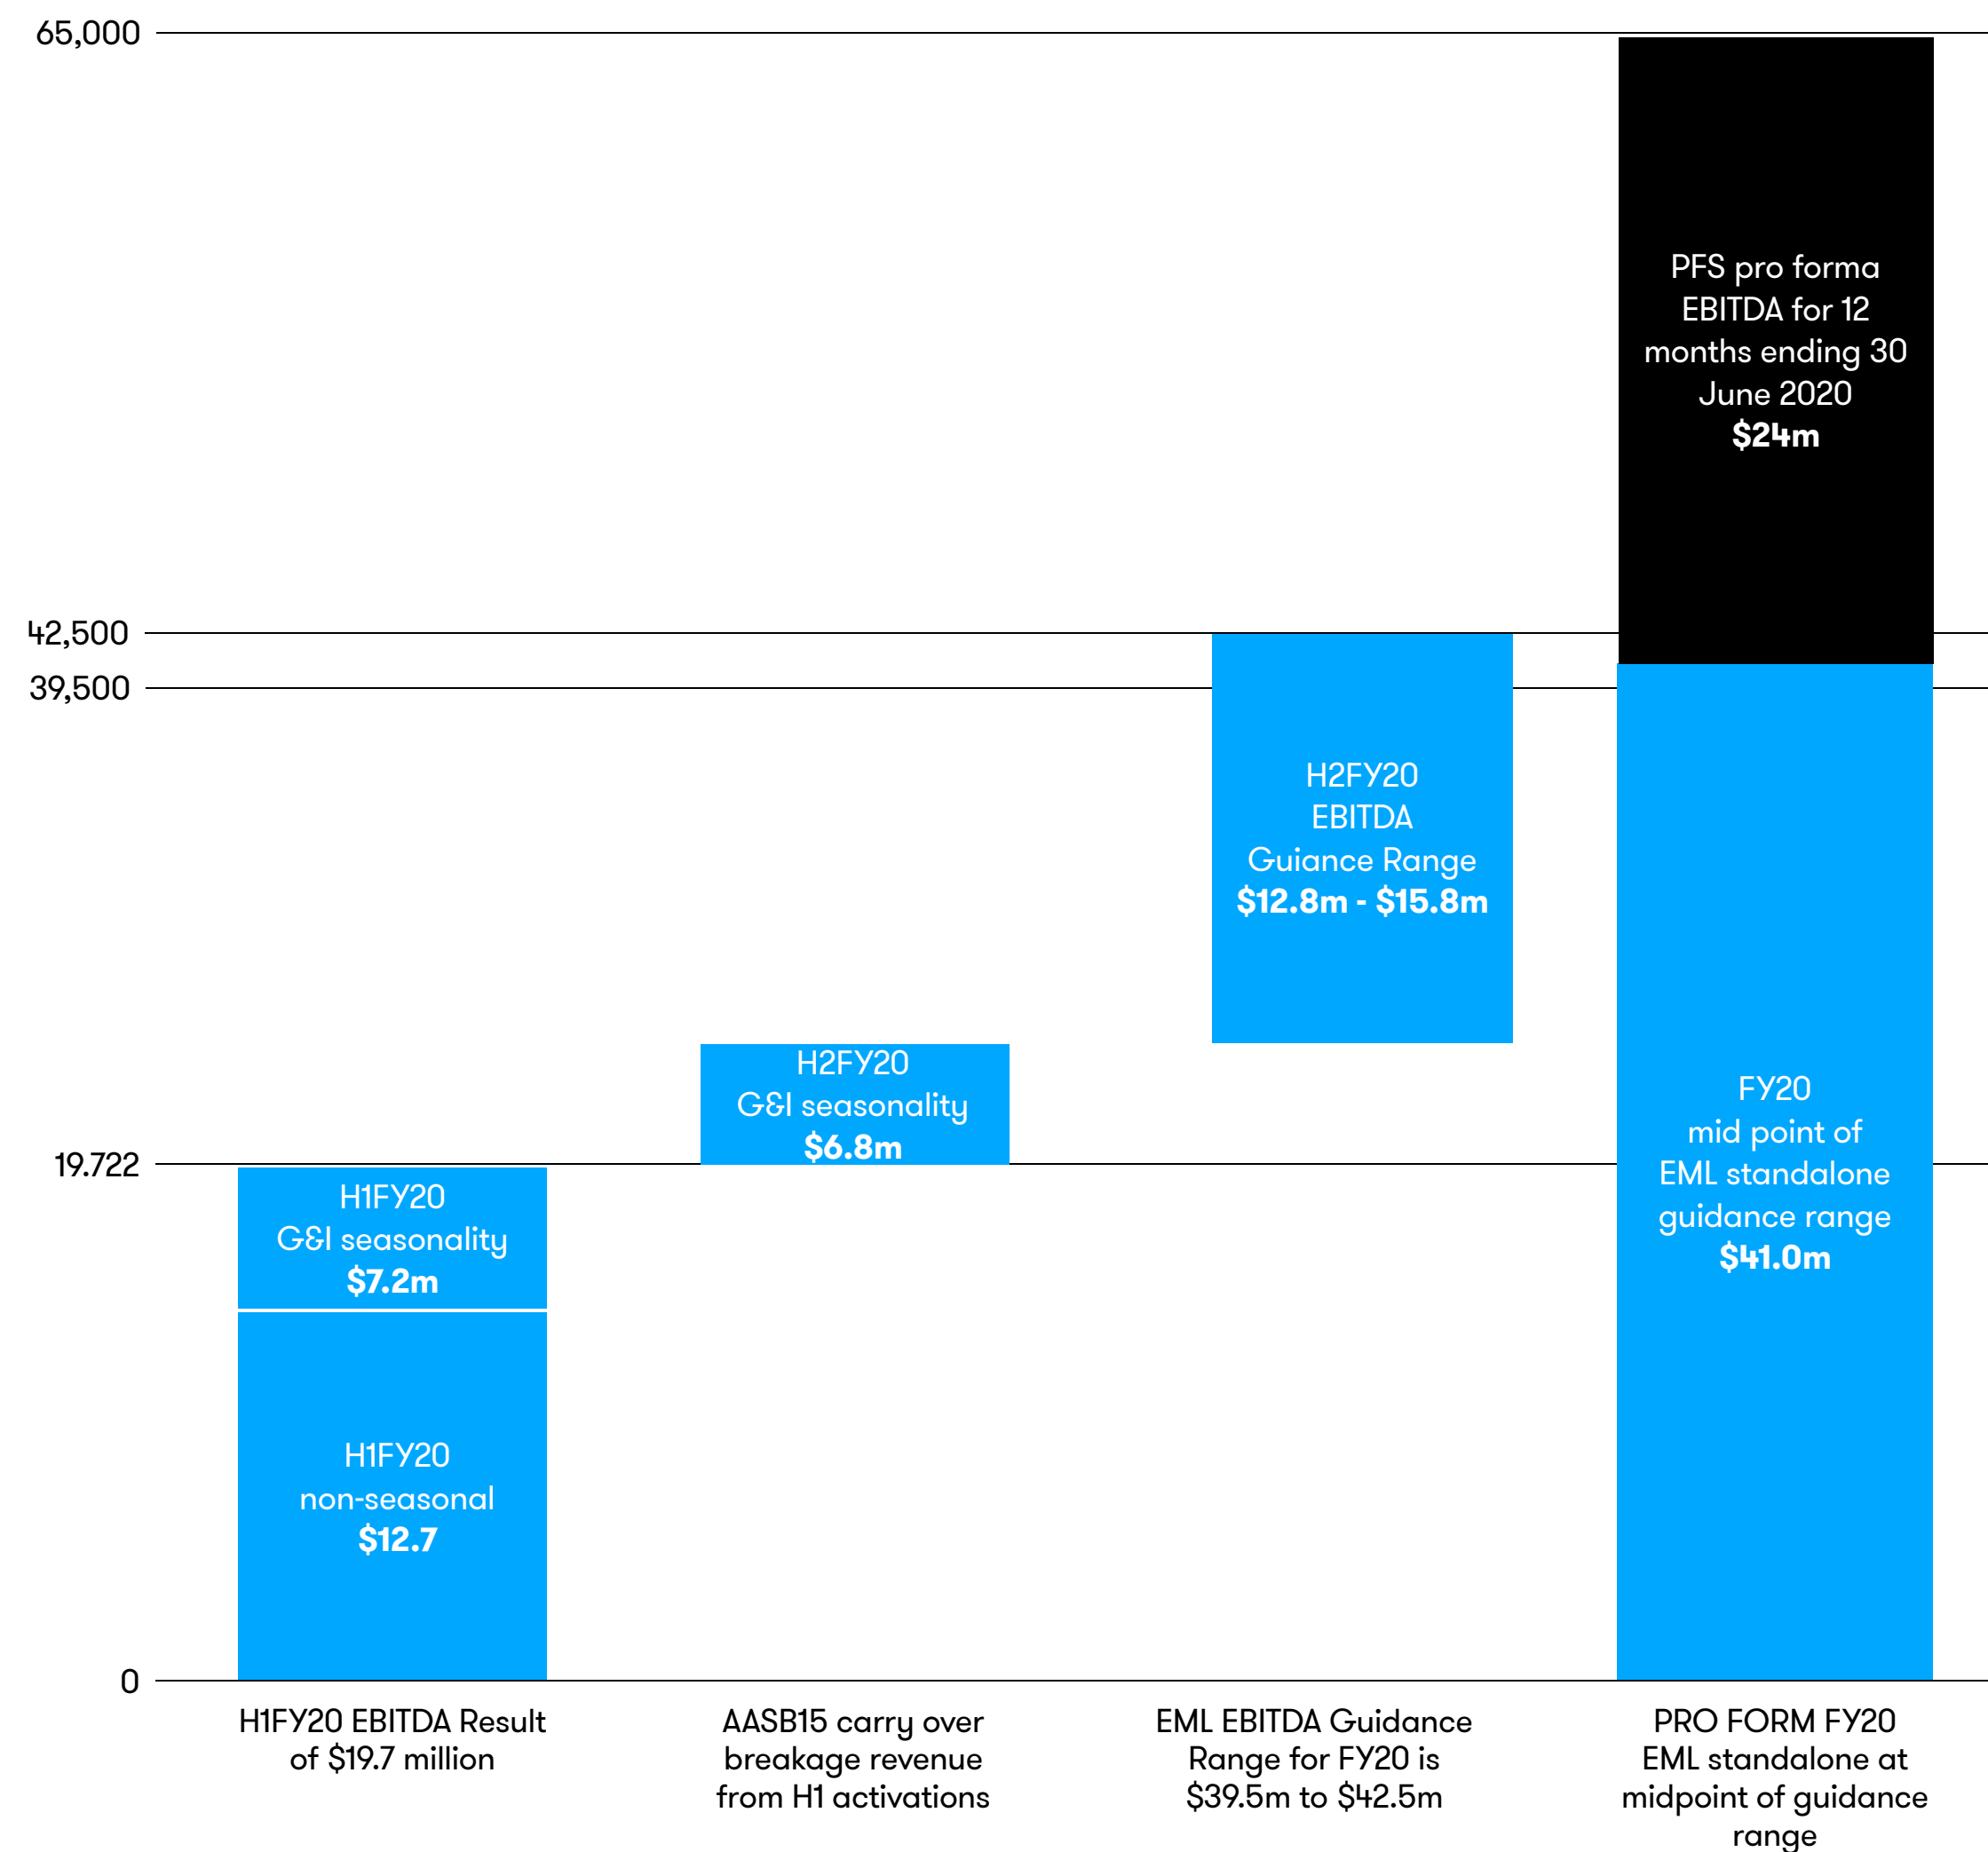 65,000
PFS pro forma
EBITDA for 12
months ending 30
June 2020
$24m
42,500
39,500
H2FY20
EBITDA
Guiance Range
$12.8m - $15.8m
H2FY20
G&I seasonality
$6.8m
FY20
mid point of
EML standalone
guidance range
$41.0m
19.722
H1FY20
G&I seasonality
$7.2m
H1FY20
non-seasonal
$12.7
0
H1FY20 EBITDA Result
of $19.7 million
AASB15 carry over
breakage revenue
from H1 activations
EML EBITDA Guidance
Range for FY20 is
$39.5m to $42.5m
PRO FORM FY20
EML standalone at
midpoint of guidance
range